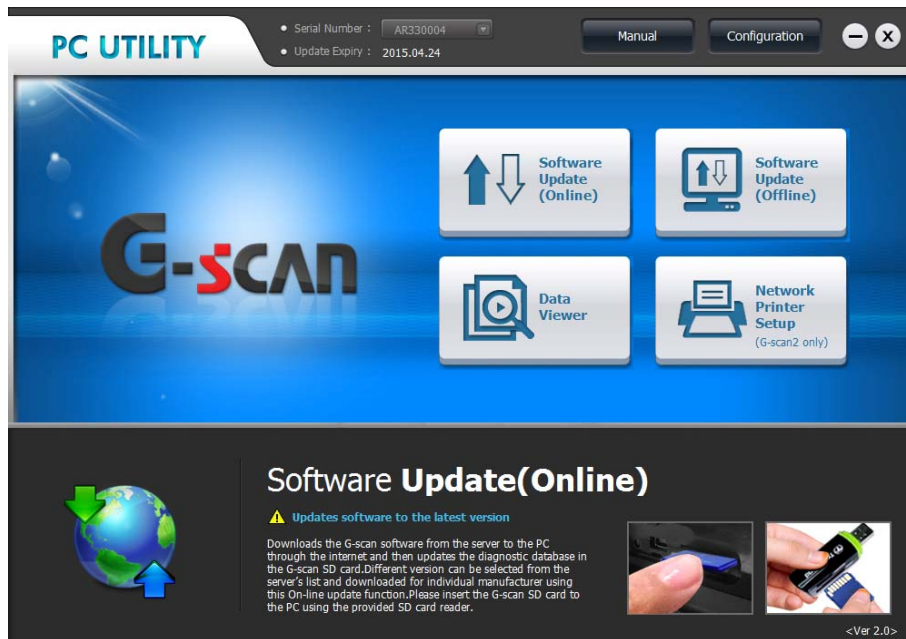 PC UTILITY
Serial Number : AR330004
Update Expiry : 2015.04.24
Manual
Configuration
G-scan
Software
Update
(Online)
Software
Update
(Offline)
Data
Viewer
Network
Printer
Setup
(G-scan2 only)
Software Update(Online)
Updates software to the latest version
Downloads the G-scan software from the server to the PC
through the internet and then updates the diagnostic database in
the G-scan SD card.Different version can be selected from the
server's list and downloaded for individual manufacturer using
this On-line update function.Please insert the G-scan SD card to
the PC using the provided SD card reader.
<Ver 2.0>